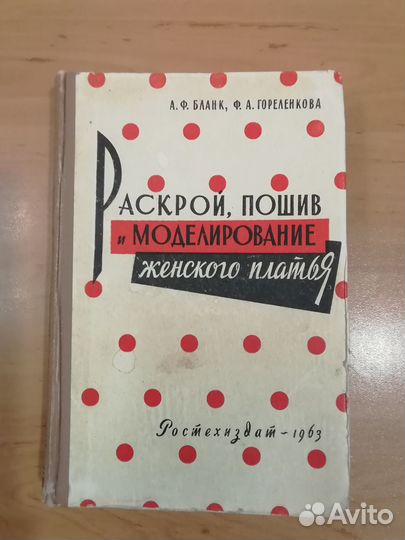 А. Ф. БЛАНК, Ф. А. ГОРЕЛЕНКОВА
РАСКРОЙ, ПОШИВ
и МОДЕЛИРОВАНИЕ
женского платья
Ростехиздат – 1963
Avito